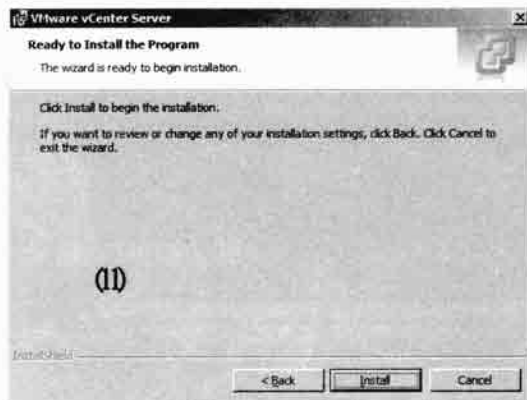 VMware vCenter Server
Ready to Install the Program
The wizard is ready to begin installation.
Click Install to begin the installation.
If you want to review or change any of your installation settings, click Back. Click Cancel to
exit the wizard.
(11)
InstallShield
< Back Install Cancel